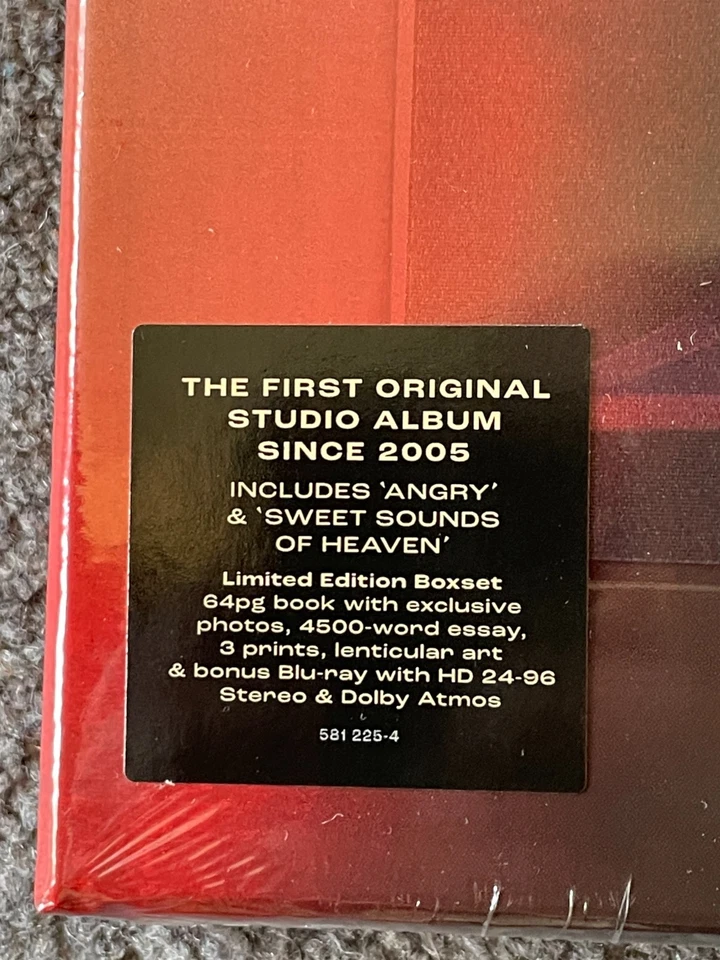 THE FIRST ORIGINAL
STUDIO ALBUM
SINCE 2005
INCLUDES ‘ANGRY’
& ‘SWEET SOUNDS
OF HEAVEN’
Limited Edition Boxset
64pg book with exclusive
photos, 4500-word essay,
3 prints, lenticular art
& bonus Blu-ray with HD 24-96
Stereo & Dolby Atmos
581 225-4